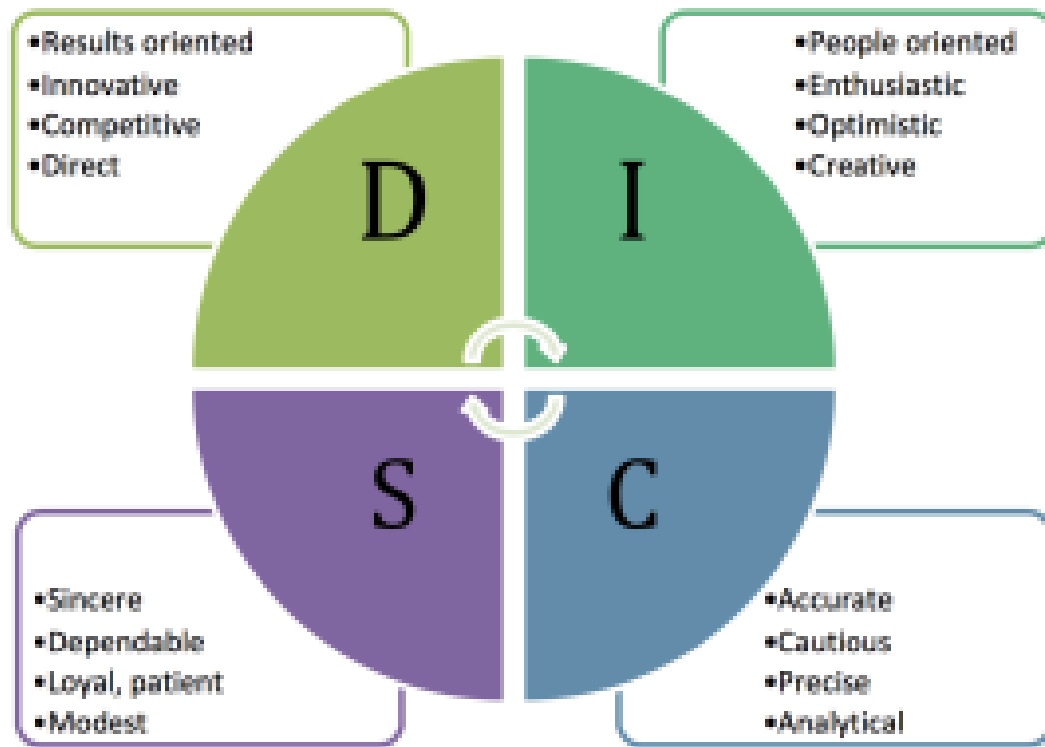 •Results oriented
•Innovative
•Competitive
•Direct
•People oriented
•Enthusiastic
•Optimistic
•Creative
D
I
S
C
•Sincere
•Dependable
•Loyal, patient
•Modest
•Accurate
•Cautious
•Precise
•Analytical